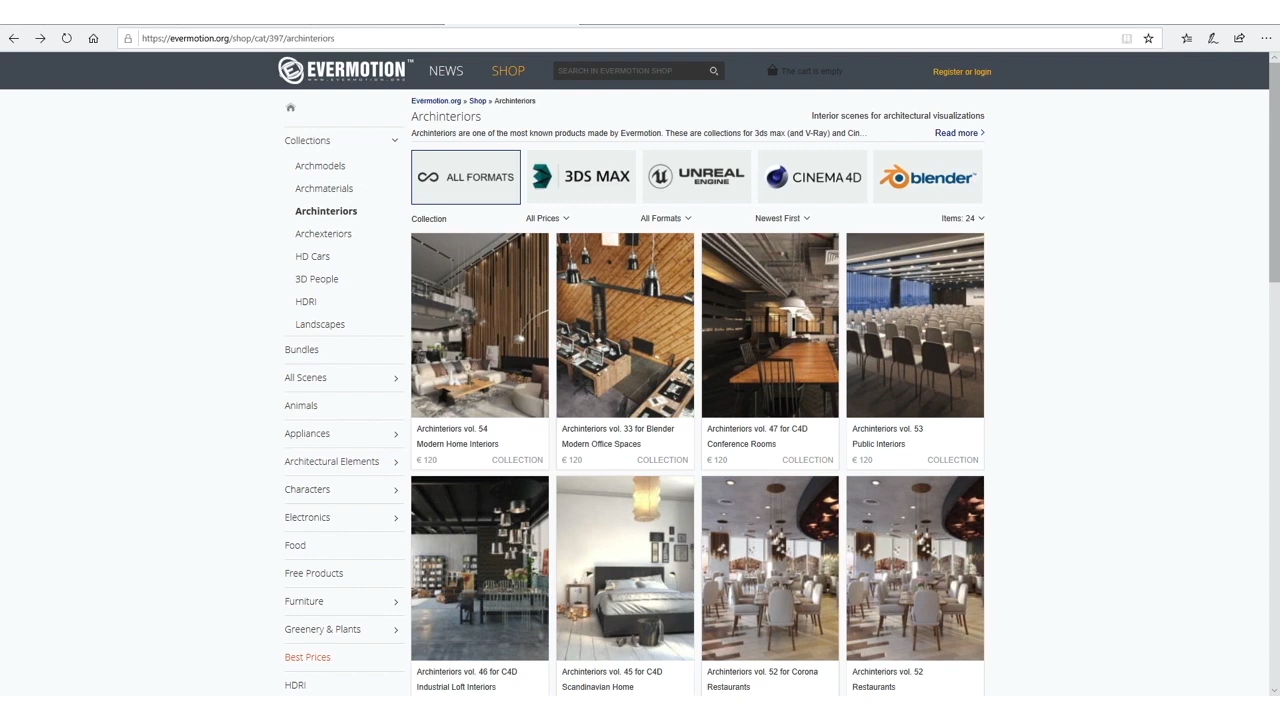 https://evermotion.org/shop/cat/397/archinteriors
EVERMOTION™
WWW.EVERMOTION.ORG
NEWS
SHOP
SEARCH IN EVERMOTION SHOP
The cart is empty
Register or login
Evermotion.org » Shop » Archinteriors
Archinteriors
Interior scenes for architectural visualizations
Archinteriors are one of the most known products made by Evermotion. These are collections for 3ds max (and V-Ray) and Cin...
Read more
ALL FORMATS
3DS MAX
UNREAL ENGINE
CINEMA 4D
blender™
Collection
All Prices
All Formats
Newest First
Items: 24
Collections
Archmodels
Archmaterials
Archinteriors
Archexteriors
HD Cars
3D People
HDRI
Landscapes
Bundles
All Scenes
Animals
Appliances
Architectural Elements
Characters
Electronics
Food
Free Products
Furniture
Greenery & Plants
Best Prices
HDRI
Archinteriors vol. 54
Modern Home Interiors
€ 120 COLLECTION
Archinteriors vol. 33 for Blender
Modern Office Spaces
€ 120 COLLECTION
Archinteriors vol. 47 for C4D
Conference Rooms
€ 120 COLLECTION
Archinteriors vol. 53
Public Interiors
€ 120 COLLECTION
Archinteriors vol. 46 for C4D
Industrial Loft Interiors
Archinteriors vol. 45 for C4D
Scandinavian Home
Archinteriors vol. 52 for Corona
Restaurants
Archinteriors vol. 52
Restaurants